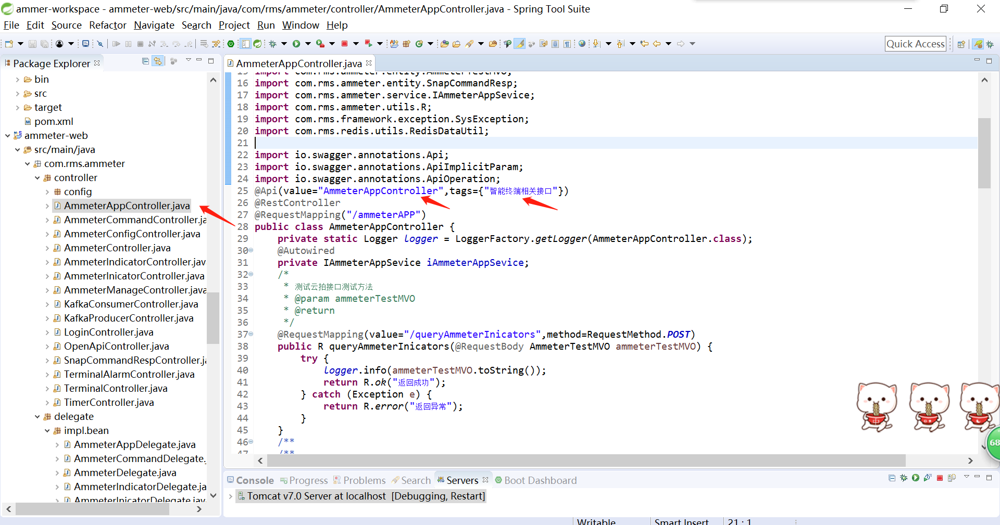 ammer-workspace - ammeter-web/src/main/java/com/rms/ammeter/controller/AmmeterAppController.java - Spring Tool Suite
File Edit Source Refactor Navigate Search Project Run Window Help
Quick Access
Package Explorer
bin
src
target
pom.xml
ammeter-web
src/main/java
com.rms.ammeter
controller
config
AmmeterAppController.java
AmmeterCommandController.ja
AmmeterConfigController.java
AmmeterController.java
AmmeterIndicatorController.jav
AmmeterInicatorController.java
AmmeterManageController.java
KafkaConsumerController.java
KafkaProducerController.java
LoginController.java
OpenApiController.java
SnapCommandRespController.ja
TerminalAlarmController.java
TerminalController.java
TimerController.java
delegate
impl.bean
AmmeterAppDelegate.java
AmmeterCommandDelegate.
AmmeterDelegate.java
AmmeterIndicatorDelegate.ja
AmmeterInicatorDelegate.jav
AmmeterAppController.java
15 import com.rms.ammeter.entity.AmmeterTestMVO;
16 import com.rms.ammeter.entity.SnapCommandResp;
17 import com.rms.ammeter.service.IAmmeterAppSevice;
18 import com.rms.ammeter.utils.R;
19 import com.rms.framework.exception.SysException;
20 import com.rms.redis.utils.RedisDataUtil;
21
22 import io.swagger.annotations.Api;
23 import io.swagger.annotations.ApiImplicitParam;
24 import io.swagger.annotations.ApiOperation;
25 @Api(value="AmmeterAppController",tags={"智能终端相关接口"})
26 @RestController
27 @RequestMapping("/ammeterAPP")
28 public class AmmeterAppController {
29 private static Logger logger = LoggerFactory.getLogger(AmmeterAppController.class);
30 @Autowired
31 private IAmmeterAppSevice iAmmeterAppSevice;
32 /*
33 * 测试云拍接口测试方法
34 * @param ammeterTestMVO
35 * @return
36 */
37 @RequestMapping(value="/queryAmmeterInicators",method=RequestMethod.POST)
38 public R queryAmmeterInicators(@RequestBody AmmeterTestMVO ammeterTestMVO) {
39 try {
40 logger.info(ammeterTestMVO.toString());
41 return R.ok("返回成功");
42 } catch (Exception e) {
43 return R.error("返回异常");
44 }
45 }
46 /**
47 /**
68
Console Progress Problems Search Servers Boot Dashboard
Tomcat v7.0 Server at localhost [Debugging, Restart]
Writable Smart Insert 21 : 1